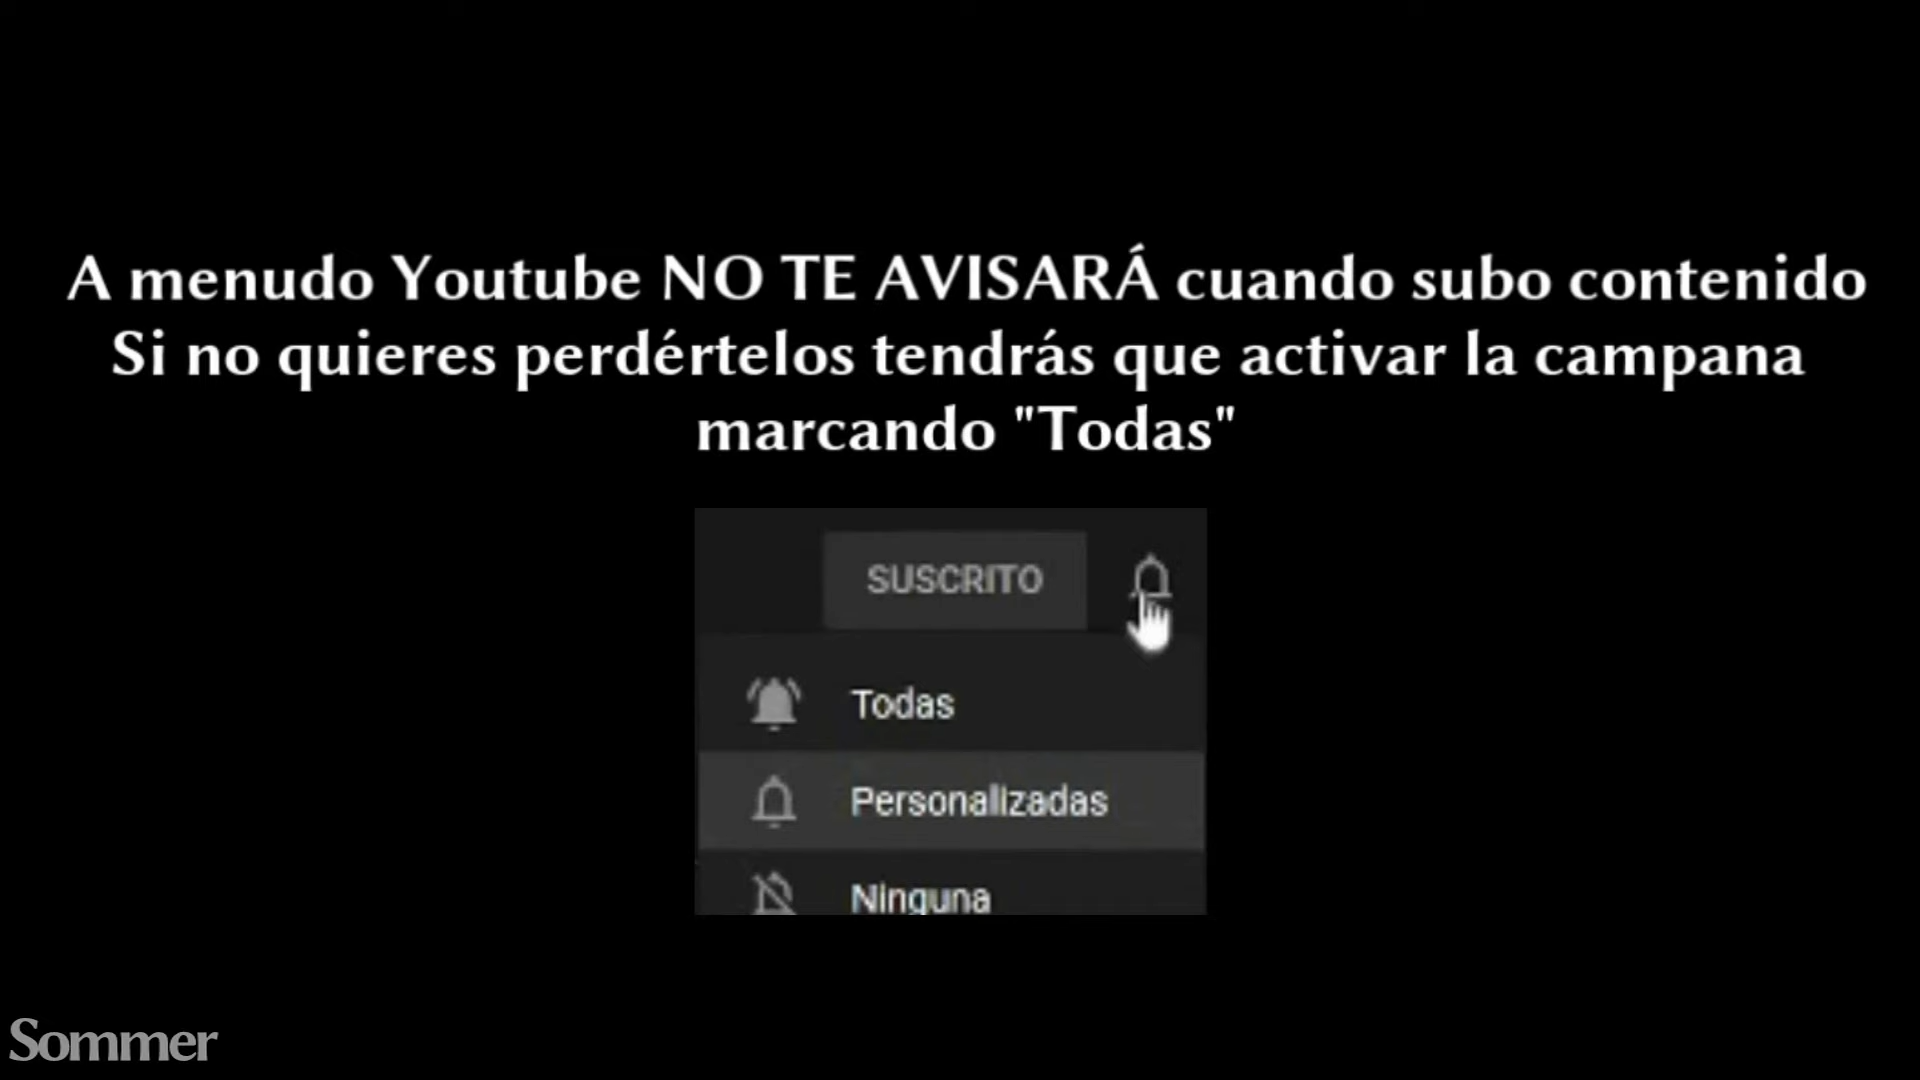 A menudo Youtube NO TE AVISARÁ cuando subo contenido
Si no quieres perdértelos tendrás que activar la campana
marcando "Todas"
SUSCRITO
Todas
Personalizadas
Ninguna
Sommer